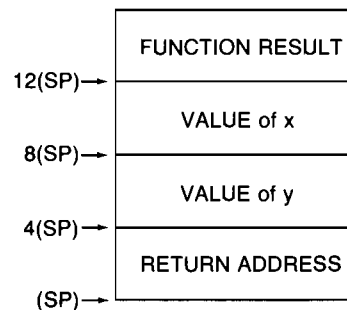 FUNCTION RESULT
12(SP)
VALUE of x
8(SP)
VALUE of y
4(SP)
RETURN ADDRESS
(SP)